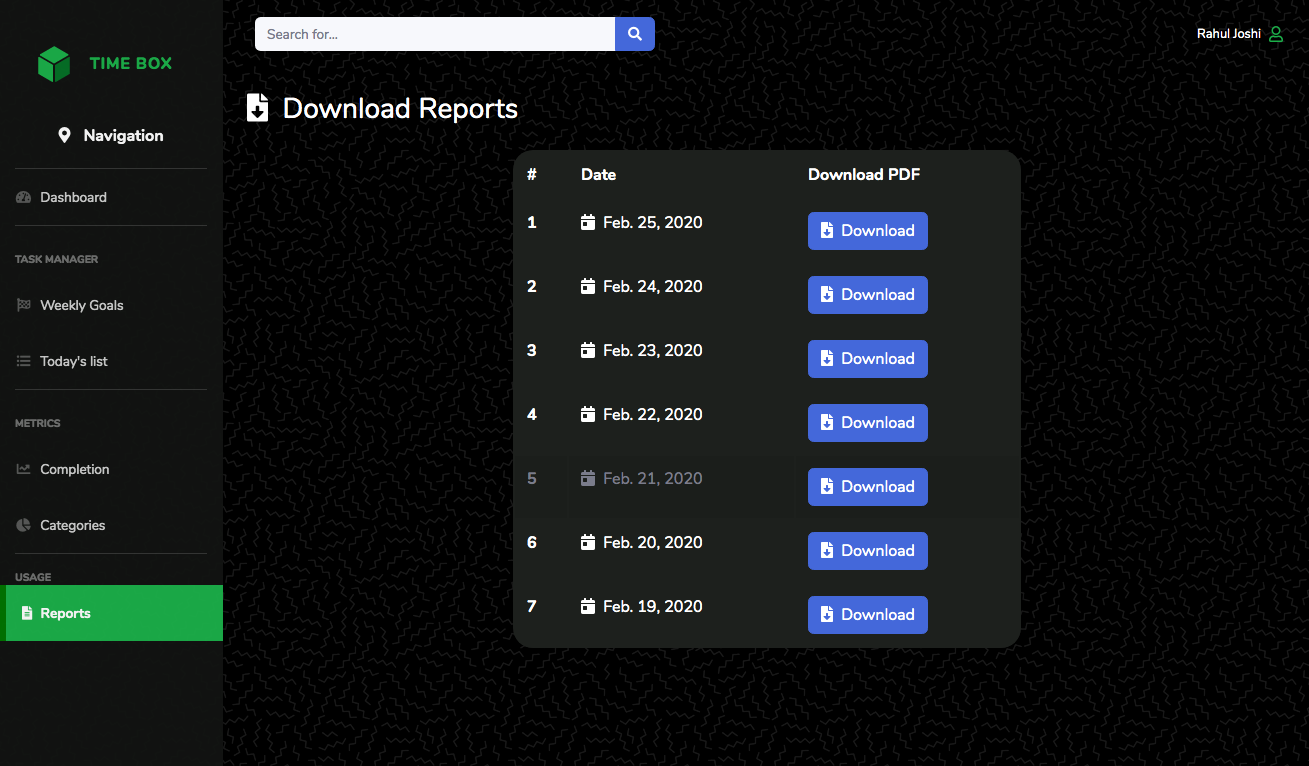 TIME BOX
Navigation
Dashboard
TASK MANAGER
Weekly Goals
Today's list
METRICS
Completion
Categories
USAGE
Reports
Search for...
Rahul Joshi
Download Reports
# Date Download PDF
1 Feb. 25, 2020 Download
2 Feb. 24, 2020 Download
3 Feb. 23, 2020 Download
4 Feb. 22, 2020 Download
5 Feb. 21, 2020 Download
6 Feb. 20, 2020 Download
7 Feb. 19, 2020 Download